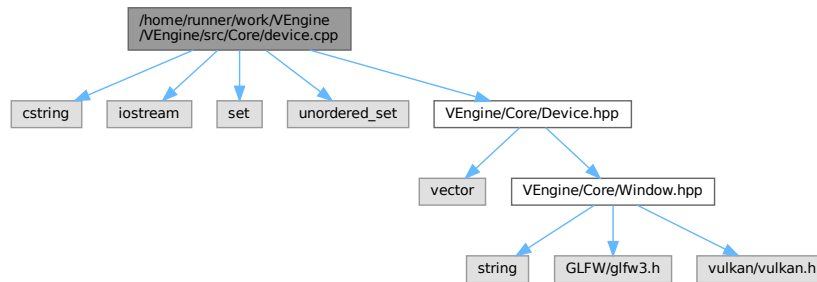 /home/runner/work/VEngine
/VEngine/src/Core/device.cpp
cstring
iostream
set
unordered_set
VEngine/Core/Device.hpp
vector
VEngine/Core/Window.hpp
string
GLFW/glfw3.h
vulkan/vulkan.h